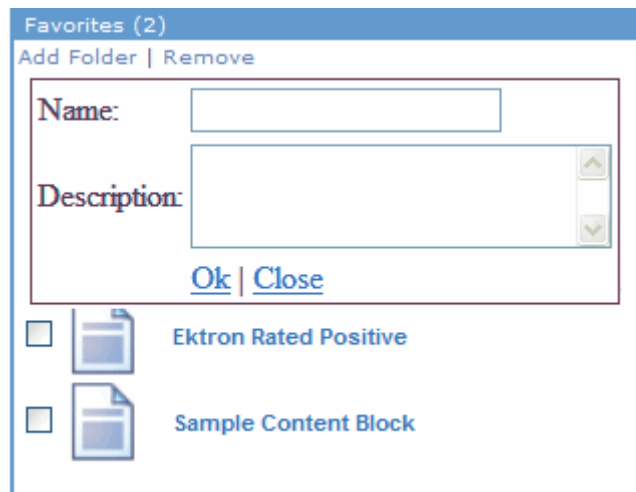 Favorites (2)
Add Folder | Remove
Name:
Description:
Ok | Close
Ektron Rated Positive
Sample Content Block